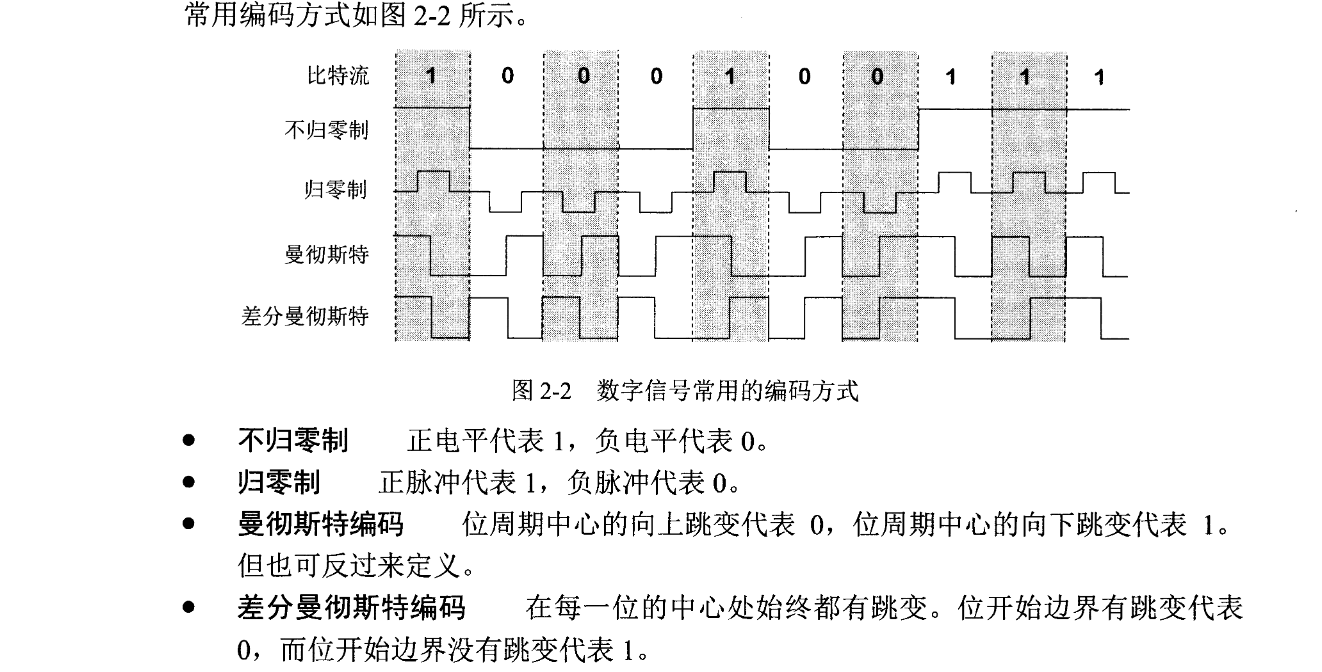 常用编码方式如图 2-2 所示。
比特流 1 0 0 0 1 0 0 1 1 1
不归零制
归零制
曼彻斯特
差分曼彻斯特
图 2-2 数字信号常用的编码方式
● 不归零制 正电平代表 1，负电平代表 0。
● 归零制 正脉冲代表 1，负脉冲代表 0。
● 曼彻斯特编码 位周期中心的向上跳变代表 0，位周期中心的向下跳变代表 1。
但也可反过来定义。
● 差分曼彻斯特编码 在每一位的中心处始终都有跳变。位开始边界有跳变代表
0，而位开始边界没有跳变代表 1。